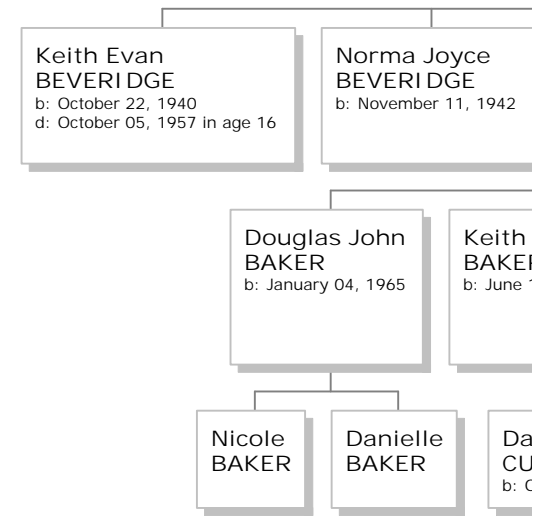 Keith Evan
BEVERIDGE
b: October 22, 1940
d: October 05, 1957 in age 16
Norma Joyce
BEVERIDGE
b: November 11, 1942
Douglas John
BAKER
b: January 04, 1965
Keith
b: June
Nicole
BAKER
Danielle
BAKER
b: